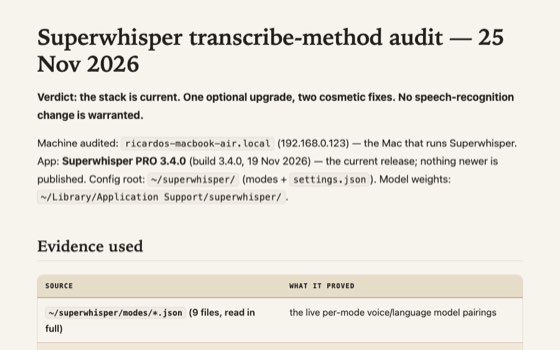 Superwhisper transcribe-method audit — 25
Nov 2026
Verdict: the stack is current. One optional upgrade, two cosmetic fixes. No speech-recognition
change is warranted.
Machine audited: ricardos-macbook-air.local (192.168.0.123) — the Mac that runs Superwhisper.
App: Superwhisper PRO 3.4.0 (build 3.4.0, 19 Nov 2026) — the current release; nothing newer is
published. Config root: ~/superwhisper/ (modes + settings.json ). Model weights:
~/Library/Application Support/superwhisper/ .
Evidence used
SOURCE WHAT IT PROVED
~/superwhisper/modes/*.json (9 files, read in the live per-mode voice/language model pairings
full)